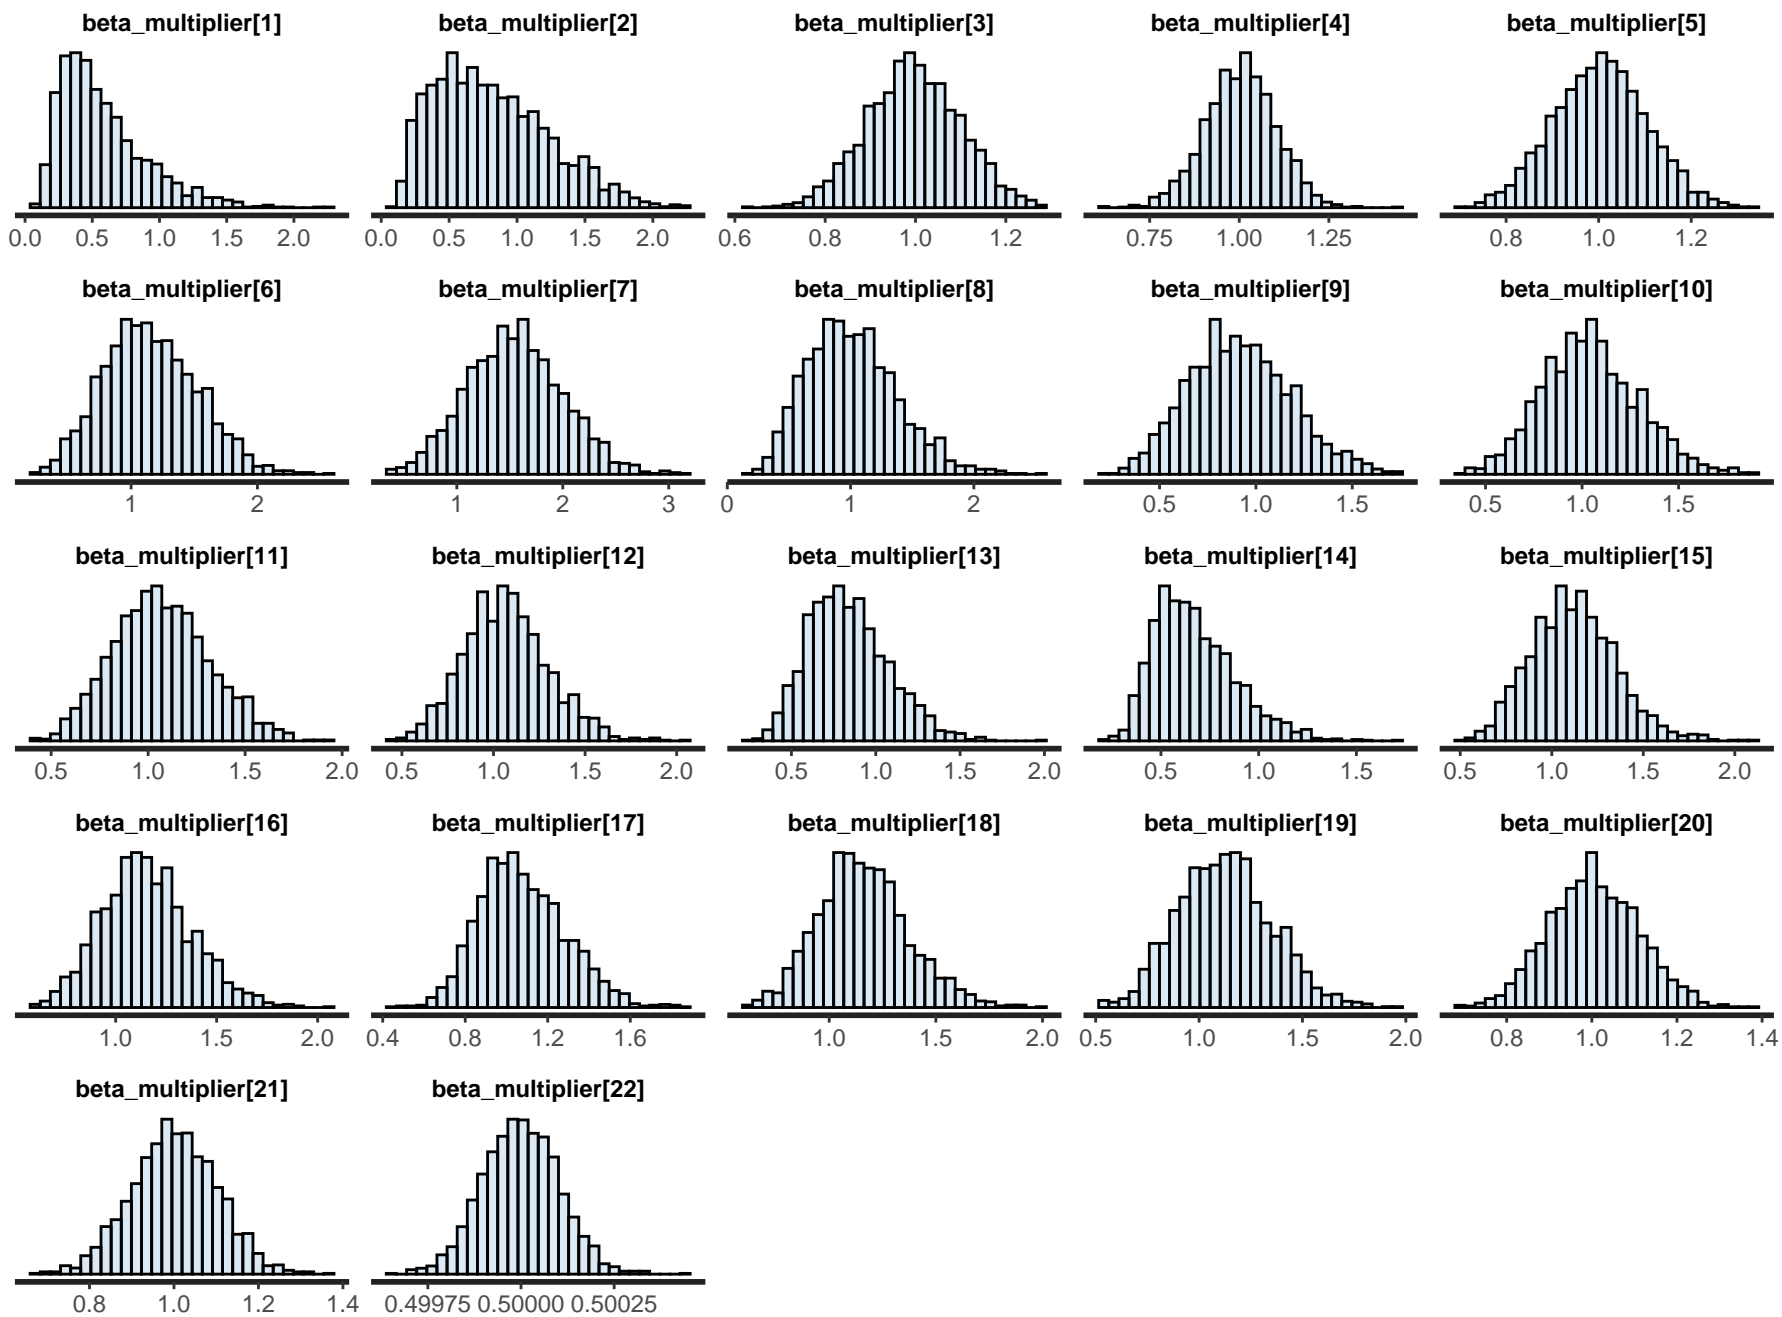 beta_multiplier[1] beta_multiplier[2] beta_multiplier[3] beta_multiplier[4] beta_multiplier[5]
0.0 0.5 1.0 1.5 2.0 0.0 0.5 1.0 1.5 2.0 0.6 0.8 1.0 1.2 0.75 1.00 1.25 0.8 1.0 1.2
beta_multiplier[6] beta_multiplier[7] beta_multiplier[8] beta_multiplier[9] beta_multiplier[10]
1 2 1 2 3 0 1 2 0.5 1.0 1.5 0.5 1.0 1.5
beta_multiplier[11] beta_multiplier[12] beta_multiplier[13] beta_multiplier[14] beta_multiplier[15]
0.5 1.0 1.5 2.0 0.5 1.0 1.5 2.0 0.5 1.0 1.5 2.0 0.5 1.0 1.5 0.5 1.0 1.5 2.0
beta_multiplier[16] beta_multiplier[17] beta_multiplier[18] beta_multiplier[19] beta_multiplier[20]
1.0 1.5 2.0 0.4 0.8 1.2 1.6 1.0 1.5 2.0 0.5 1.0 1.5 2.0 0.8 1.0 1.2 1.4
beta_multiplier[21] beta_multiplier[22]
0.8 1.0 1.2 1.4 0.49975 0.50000 0.50025